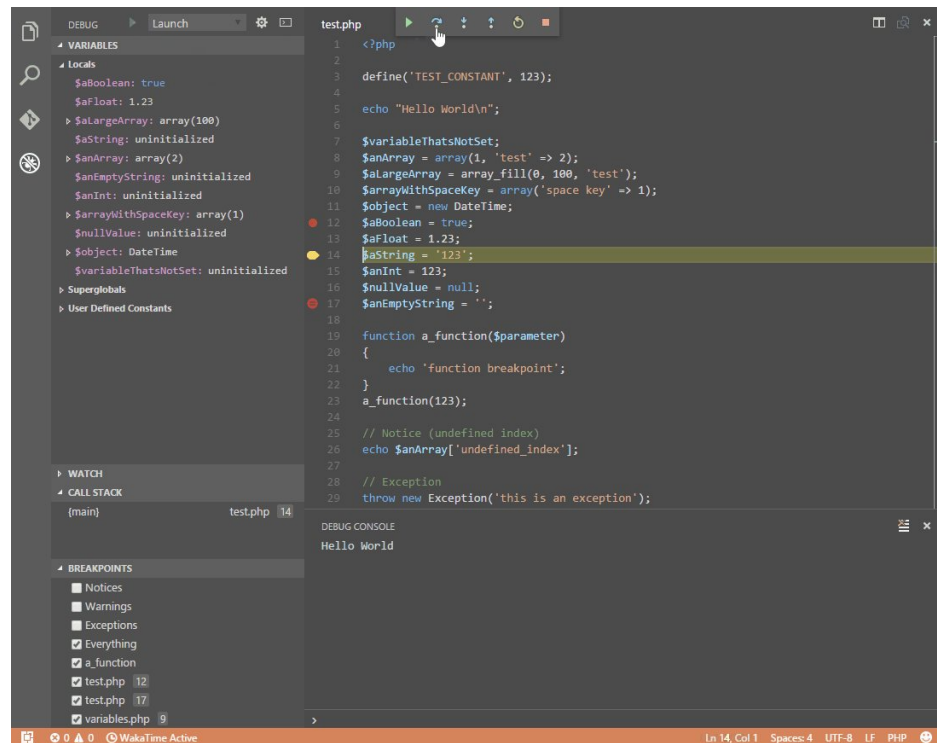 DEBUG Launch
VARIABLES
Locals
$aBoolean: true
$aFloat: 1.23
$aLargeArray: array(100)
$aString: uninitialized
$anArray: array(2)
$anEmptyString: uninitialized
$anInt: uninitialized
$arrayWithSpaceKey: array(1)
$nullValue: uninitialized
$object: DateTime
$variableThatsNotSet: uninitialized
Superglobals
User Defined Constants
WATCH
CALL STACK
{main} test.php 14
BREAKPOINTS
Notices
Warnings
Exceptions
Everything
a_function
test.php 12
test.php 17
variables.php 9
test.php
1 <?php
2
3 define('TEST_CONSTANT', 123);
4
5 echo "Hello World\n";
6
7 $variableThatsNotSet;
8 $anArray = array(1, 'test' => 2);
9 $aLargeArray = array_fill(0, 100, 'test');
10 $arrayWithSpaceKey = array('space key' => 1);
11 $object = new DateTime;
12 $aBoolean = true;
13 $aFloat = 1.23;
14 $aString = '123';
15 $anInt = 123;
16 $nullValue = null;
17 $anEmptyString = '';
18
19 function a_function($parameter)
20 {
21 echo 'function breakpoint';
22 }
23 a_function(123);
24
25 // Notice (undefined index)
26 echo $anArray['undefined_index'];
27
28 // Exception
29 throw new Exception('this is an exception');
DEBUG CONSOLE
Hello World
>
0 0 WakaTime Active Ln 14, Col 1 Spaces: 4 UTF-8 LF PHP